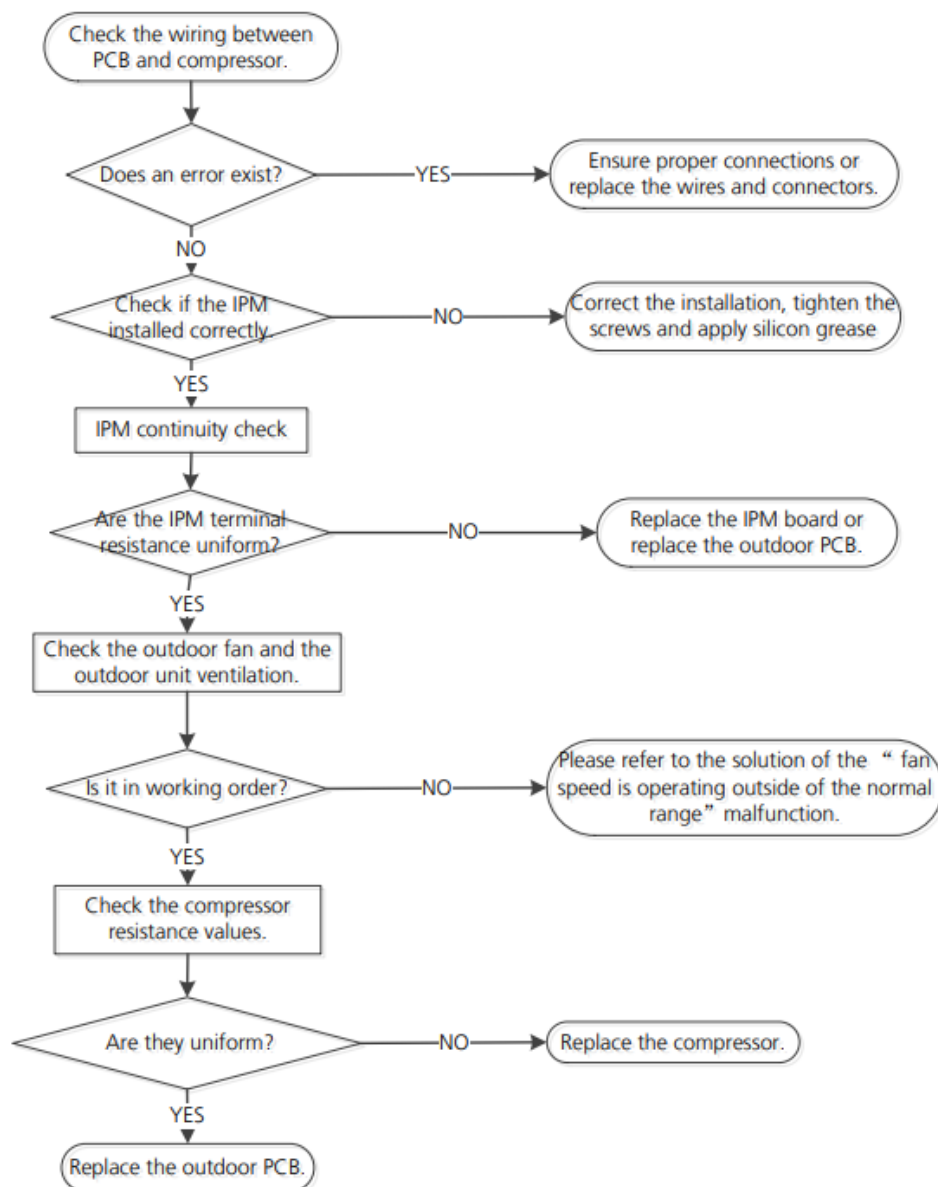 Check the wiring between
PCB and compressor.
Does an error exist?
YES
Ensure proper connections or
replace the wires and connectors.
NO
Check if the IPM
installed correctly.
NO
Correct the installation, tighten the
screws and apply silicon grease
YES
IPM continuity check
Are the IPM terminal
resistance uniform?
NO
Replace the IPM board or
replace the outdoor PCB.
YES
Check the outdoor fan and the
outdoor unit ventilation.
Is it in working order?
NO
Please refer to the solution of the “ fan
speed is operating outside of the normal
range” malfunction.
YES
Check the compressor
resistance values.
Are they uniform?
NO
Replace the compressor.
YES
Replace the outdoor PCB.